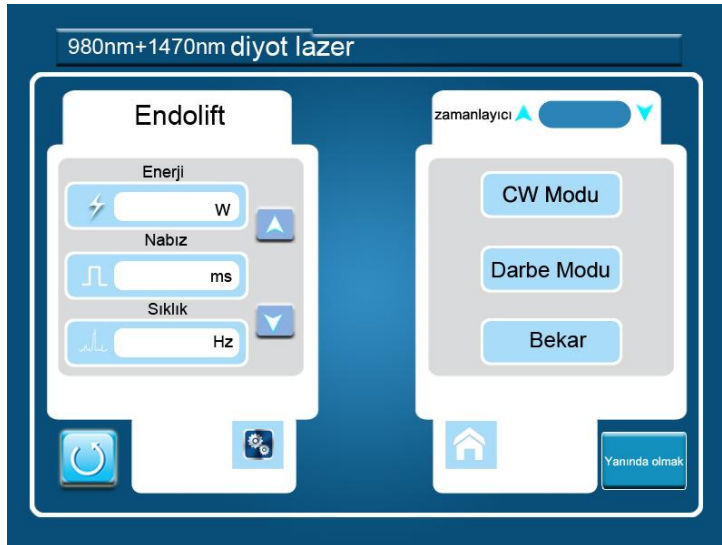 980nm+1470nm diyot lazer
Endolift
Enerji
W
Nabız
ms
Sıklık
Hz
zamanlayıcı
CW Modu
Darbe Modu
Bekar
Yanında olmak